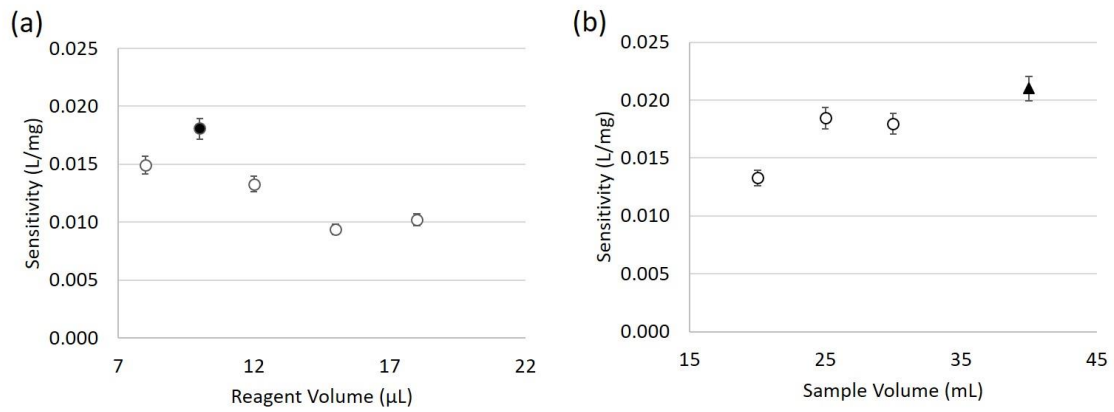 (a)
0.025
0.020
0.015
0.010
0.005
0.000
7 12 17 22
Reagent Volume (µL)
Sensitivity (L/mg)
(b)
0.025
0.020
0.015
0.010
0.005
0.000
15 25 35 45
Sample Volume (mL)
Sensitivity (L/mg)